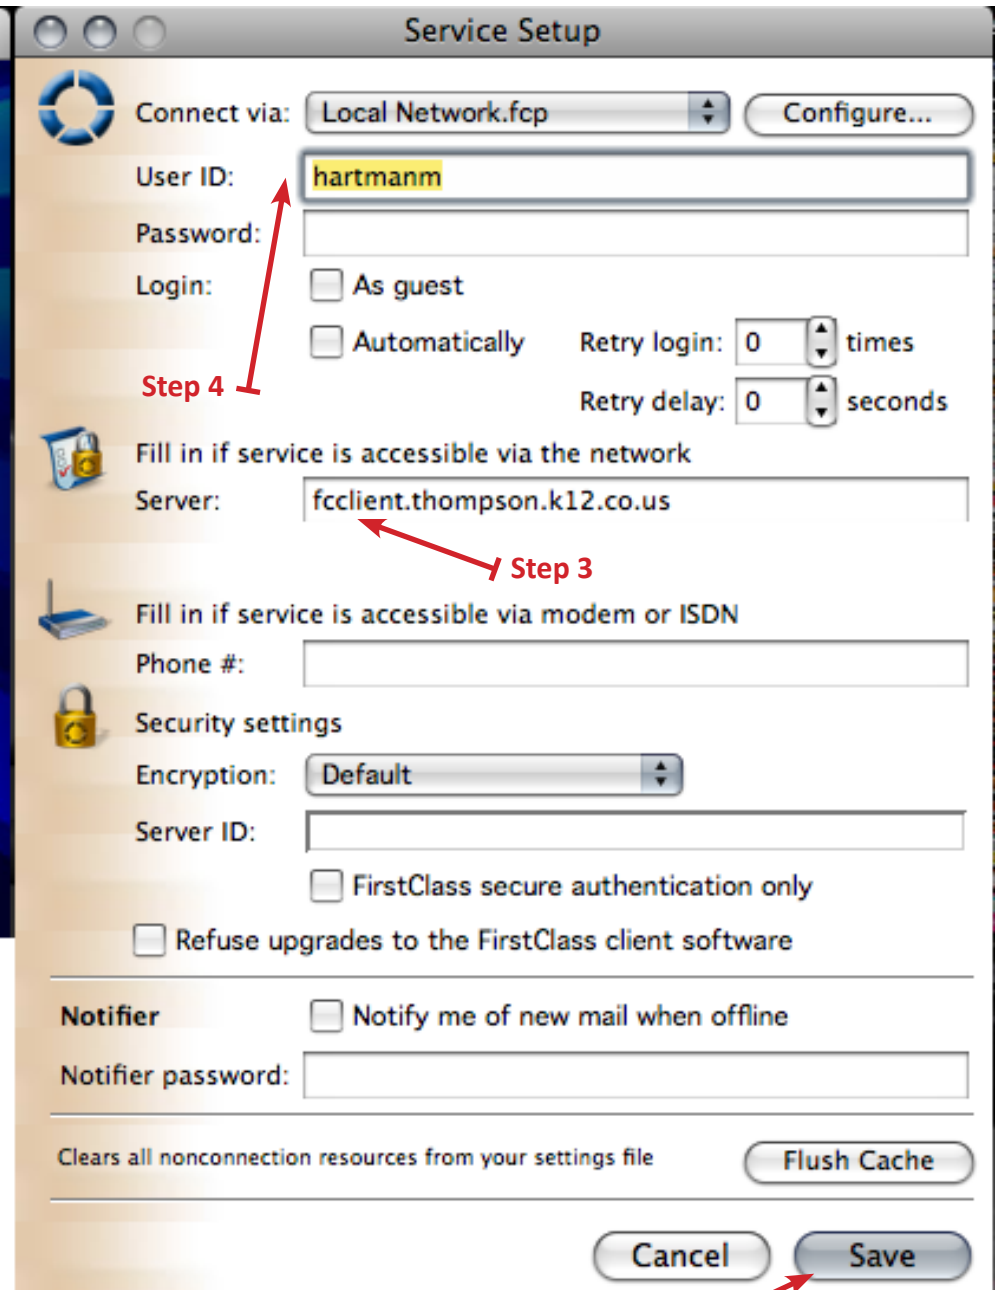 Service Setup
Connect via: Local Network.fcp Configure...
User ID: hartmanm
Password:
Login: As guest
Automatically Retry login: 0 times
Step 4
Retry delay: 0 seconds
Fill in if service is accessible via the network
Server: fcclient.thompson.k12.co.us
Step 3
Fill in if service is accessible via modem or ISDN
Phone #:
Security settings
Encryption: Default
Server ID:
FirstClass secure authentication only
Refuse upgrades to the FirstClass client software
Notifier Notify me of new mail when offline
Notifier password:
Clears all nonconnection resources from your settings file Flush Cache
Cancel Save